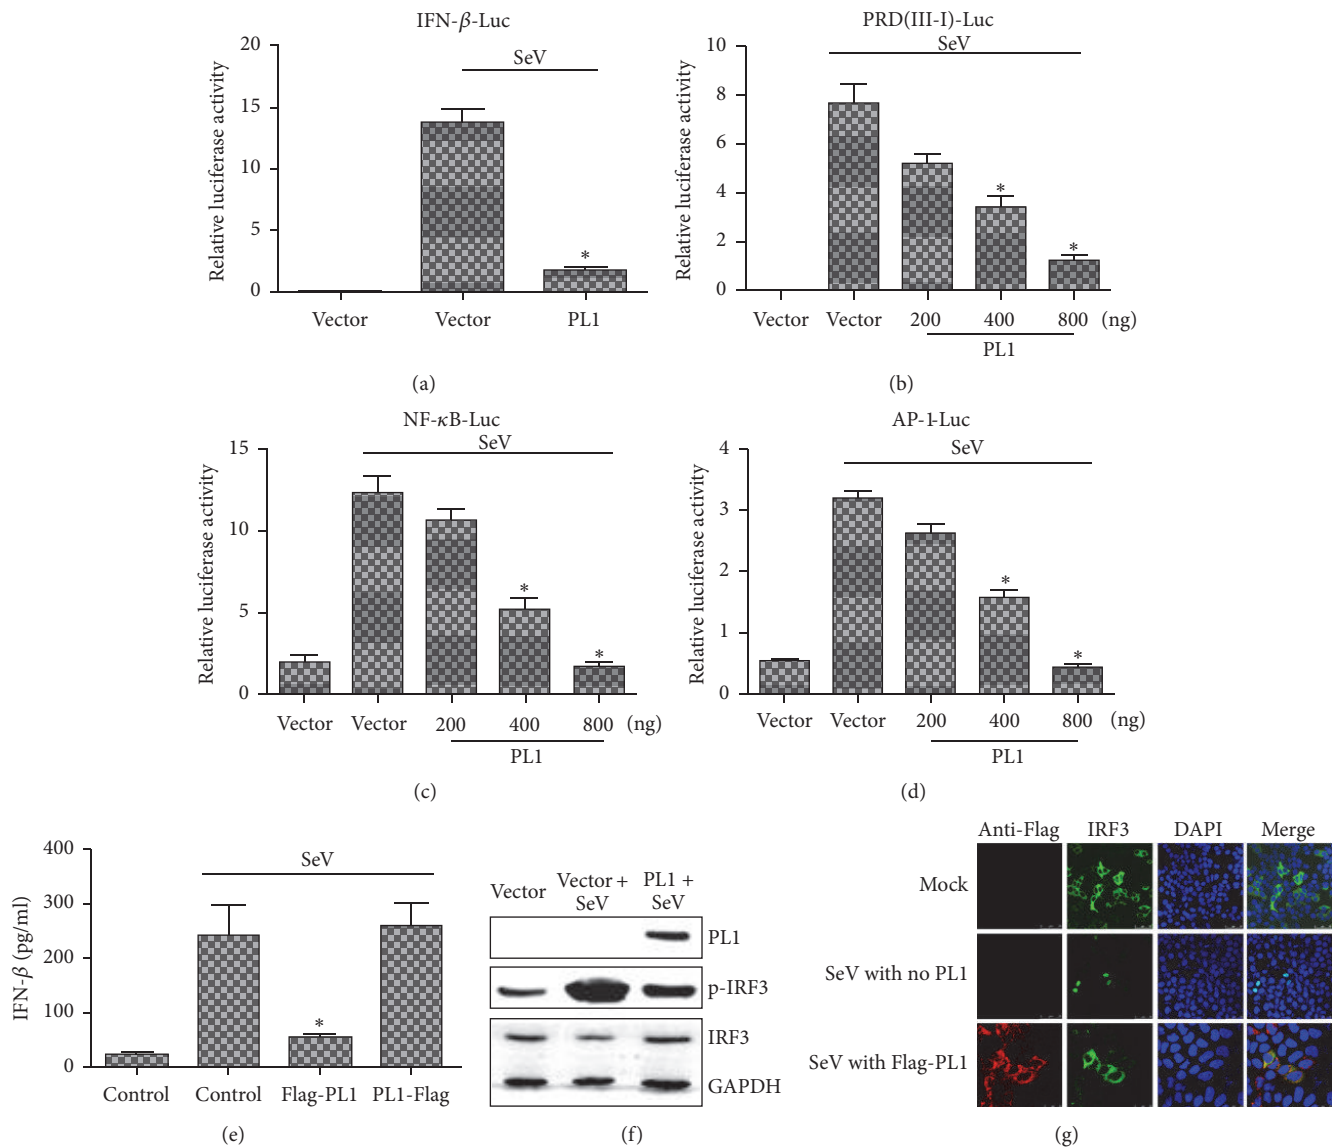 IFN-β-Luc
Relative luciferase activity
20
15
10
5
0
SeV
*
Vector
Vector
PL1
(a)
PRD(III-I)-Luc
Relative luciferase activity
10
8
6
4
2
0
SeV
*
*
Vector
Vector
200
400
800
(ng)
PL1
(b)
NF-κB-Luc
Relative luciferase activity
15
10
5
0
SeV
*
*
Vector
Vector
200
400
800
(ng)
PL1
(c)
AP-1-Luc
Relative luciferase activity
4
3
2
1
0
SeV
*
*
Vector
Vector
200
400
800
(ng)
PL1
(d)
IFN-β (pg/ml)
400
300
200
100
0
SeV
*
Control
Control
Flag-PL1
PL1-Flag
(e)
Vector
Vector + SeV
PL1 + SeV
PL1
p-IRF3
IRF3
GAPDH
(f)
Anti-Flag
IRF3
DAPI
Merge
Mock
SeV with no PL1
SeV with Flag-PL1
(g)